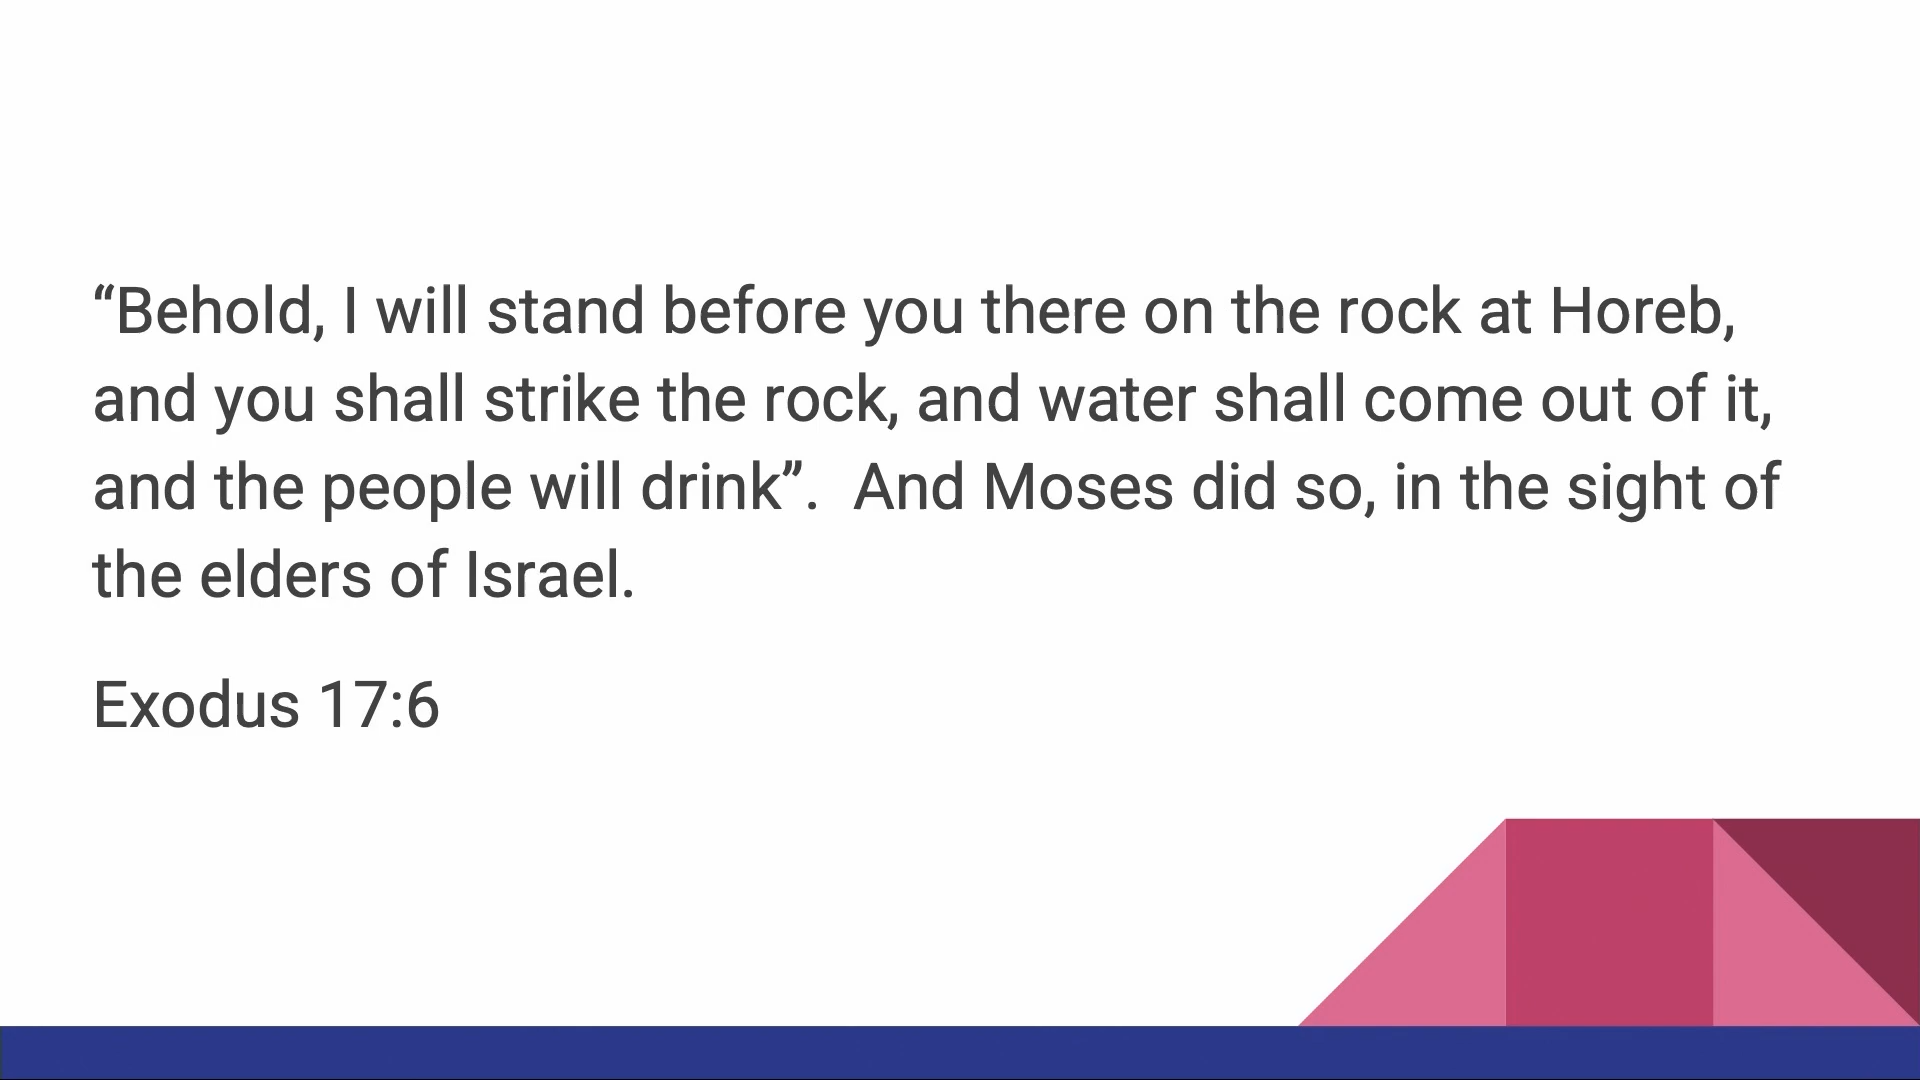 “Behold, I will stand before you there on the rock at Horeb,
and you shall strike the rock, and water shall come out of it,
and the people will drink”.  And Moses did so, in the sight of
the elders of Israel.
Exodus 17:6